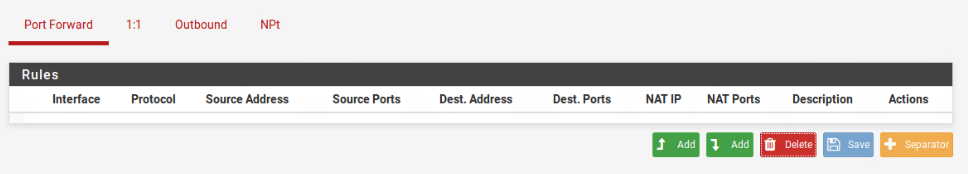 Port Forward 1:1 Outbound NPt
Rules
Interface Protocol Source Address Source Ports Dest. Address Dest. Ports NAT IP NAT Ports Description Actions
Add Add Delete Save Separator